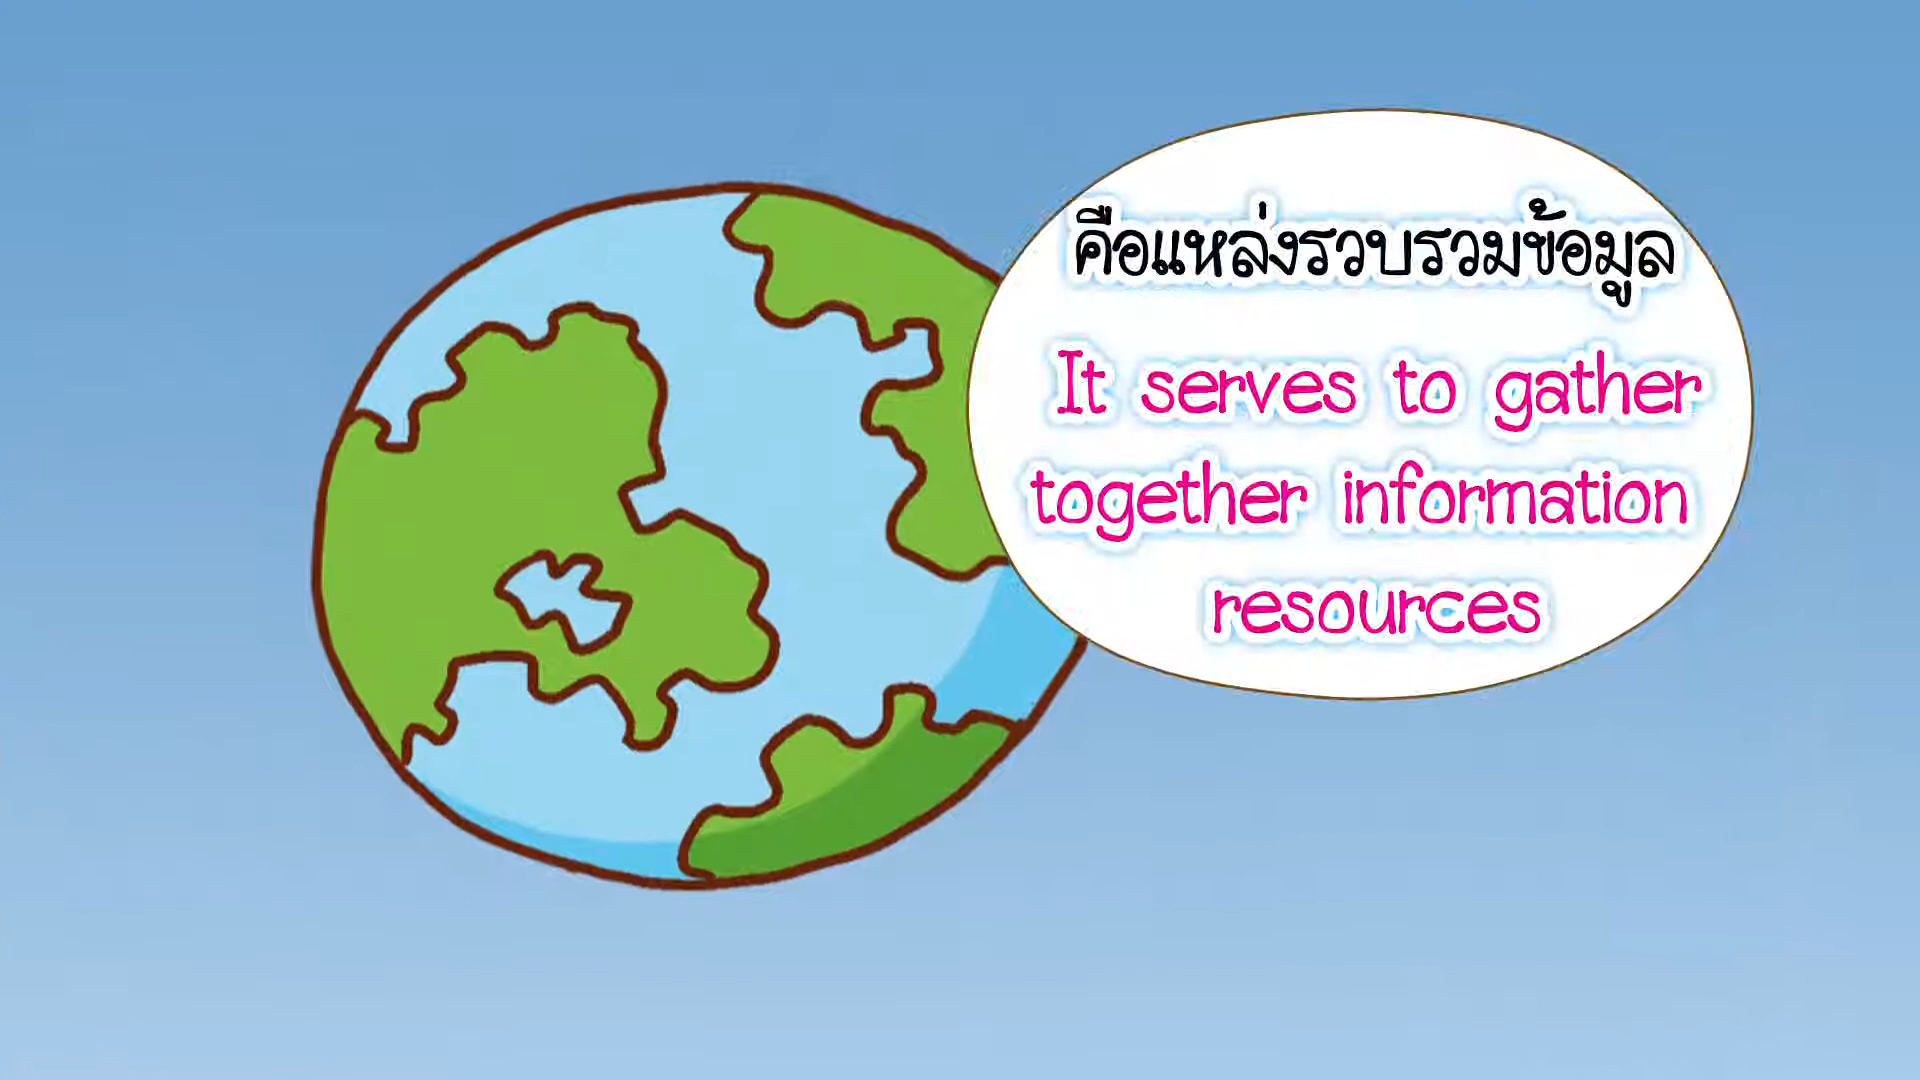 คือแหล่งรวบรวมข้อมูล
It serves to gather
together information
resources